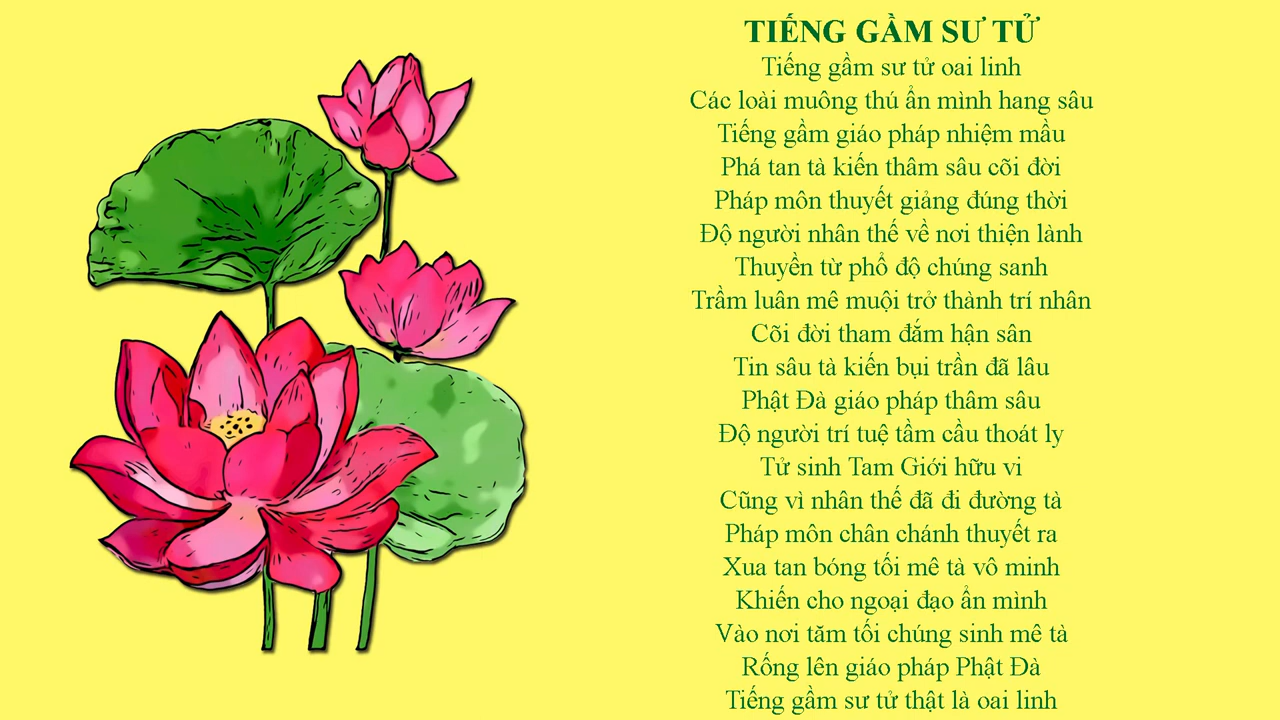 TIẾNG GẦM SƯ TỬ
Tiếng gầm sư tử oai linh
Các loài muông thú ẩn mình hang sâu
Tiếng gầm giáo pháp nhiệm mầu
Phá tan tà kiến thâm sâu cõi đời
Pháp môn thuyết giảng đúng thời
Độ người nhân thế về nơi thiện lành
Thuyền từ phổ độ chúng sanh
Trầm luân mê muội trở thành trí nhân
Cõi đời tham đắm hận sân
Tin sâu tà kiến bụi trần đã lâu
Phật Đà giáo pháp thâm sâu
Độ người trí tuệ tầm cầu thoát ly
Tử sinh Tam Giới hữu vi
Cũng vì nhân thế đã đi đường tà
Pháp môn chân chánh thuyết ra
Xua tan bóng tối mê tà vô minh
Khiến cho ngoại đạo ẩn mình
Vào nơi tăm tối chúng sinh mê tà
Rống lên giáo pháp Phật Đà
Tiếng gầm sư tử thật là oai linh